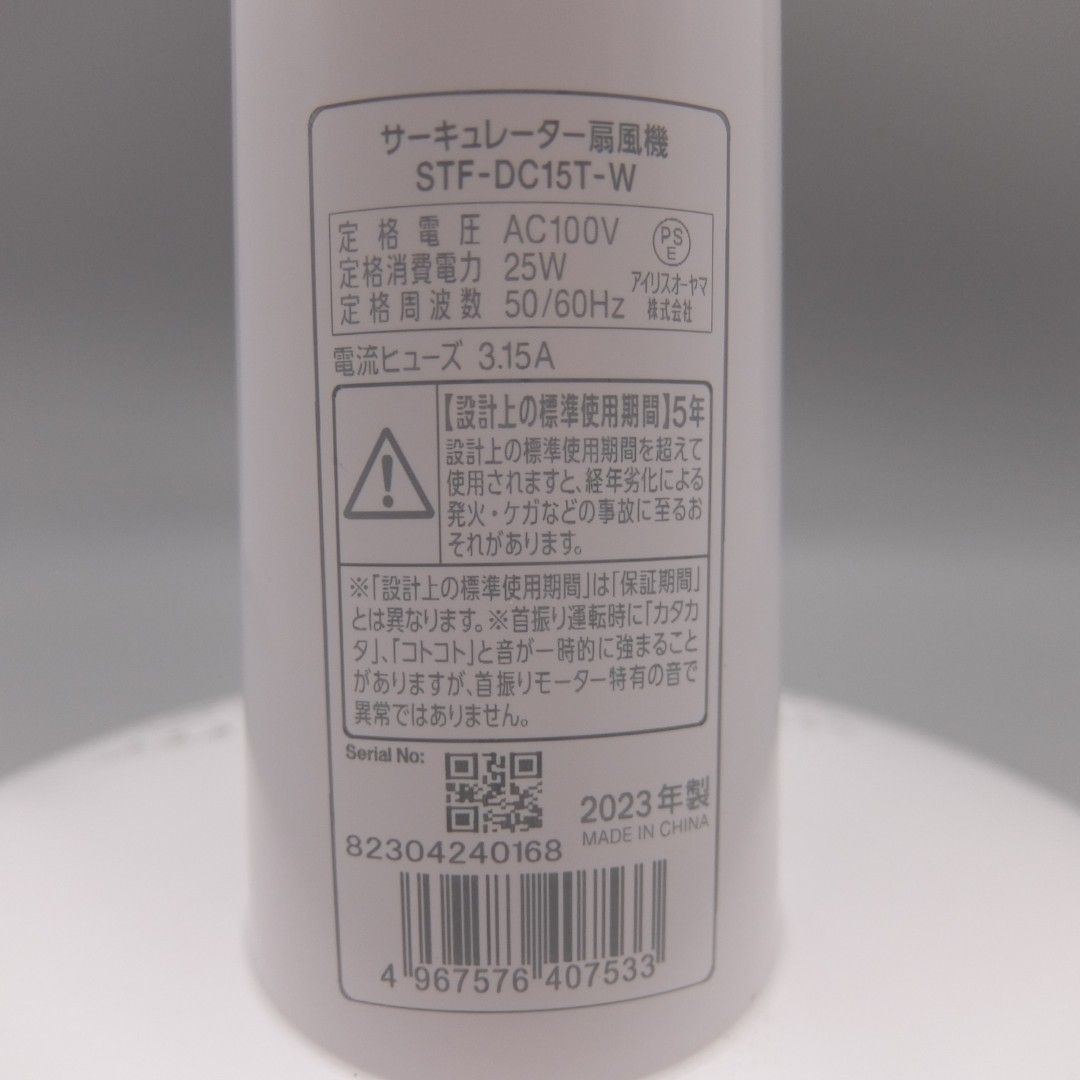 サーキュレーター扇風機
STF-DC15T-W
定格電圧 AC100V
定格消費電力 25W
定格周波数 50/60Hz
PS
E
アイリスオーヤマ
株式会社
電流ヒューズ 3.15A
【設計上の標準使用期間】5年
設計上の標準使用期間を超えて
使用されますと、経年劣化による
発火・ケガなどの事故に至るお
それがあります。
※「設計上の標準使用期間」は「保証期間」
とは異なります。※首振り運転時に「カタカ
タ」、「コトコト」と音が一時的に強まること
がありますが、首振りモーター特有の音で
異常ではありません。
Serial No:
82304240168
2023年製
MADE IN CHINA
4 967576 407533